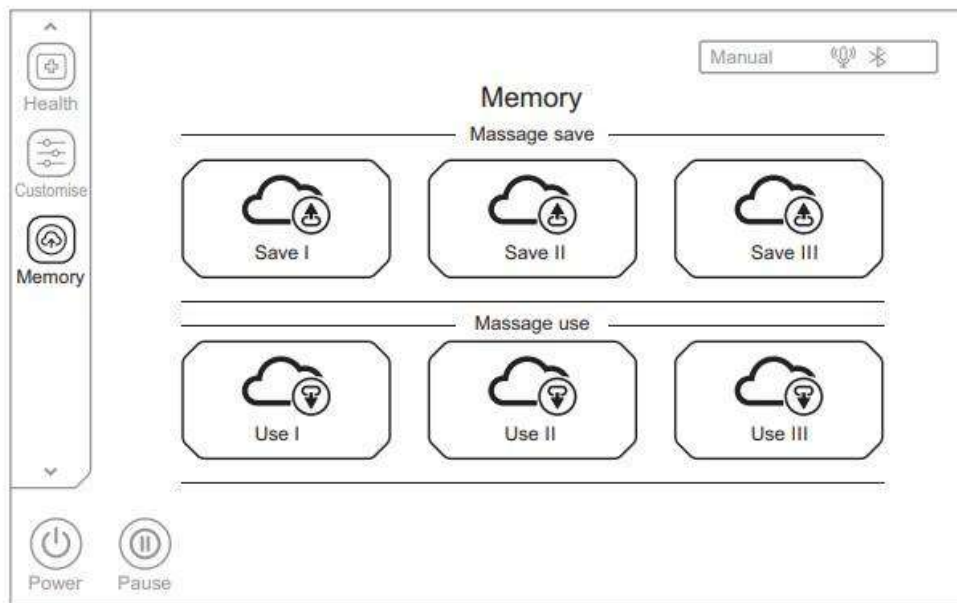 Health
Customise
Memory
Manual
Memory
Massage save
Save I
Save II
Save III
Massage use
Use I
Use II
Use III
Power
Pause